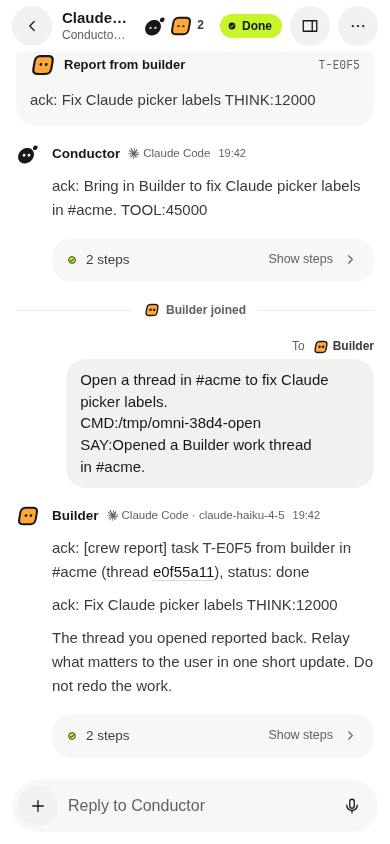 Claude...
Conducto...
2
Done
Report from builder
T-E0F5
ack: Fix Claude picker labels THINK:12000
Conductor Claude Code 19:42
ack: Bring in Builder to fix Claude picker labels
in #acme. TOOL:45000
2 steps
Show steps
Builder joined
To Builder
Open a thread in #acme to fix Claude
picker labels.
CMD:/tmp/omni-38d4-open
SAY:Opened a Builder work thread
in #acme.
Builder Claude Code · claude-haiku-4-5 19:42
ack: [crew report] task T-E0F5 from builder in
#acme (thread e0f55a11), status: done
ack: Fix Claude picker labels THINK:12000
The thread you opened reported back. Relay
what matters to the user in one short update. Do
not redo the work.
2 steps
Show steps
Reply to Conductor